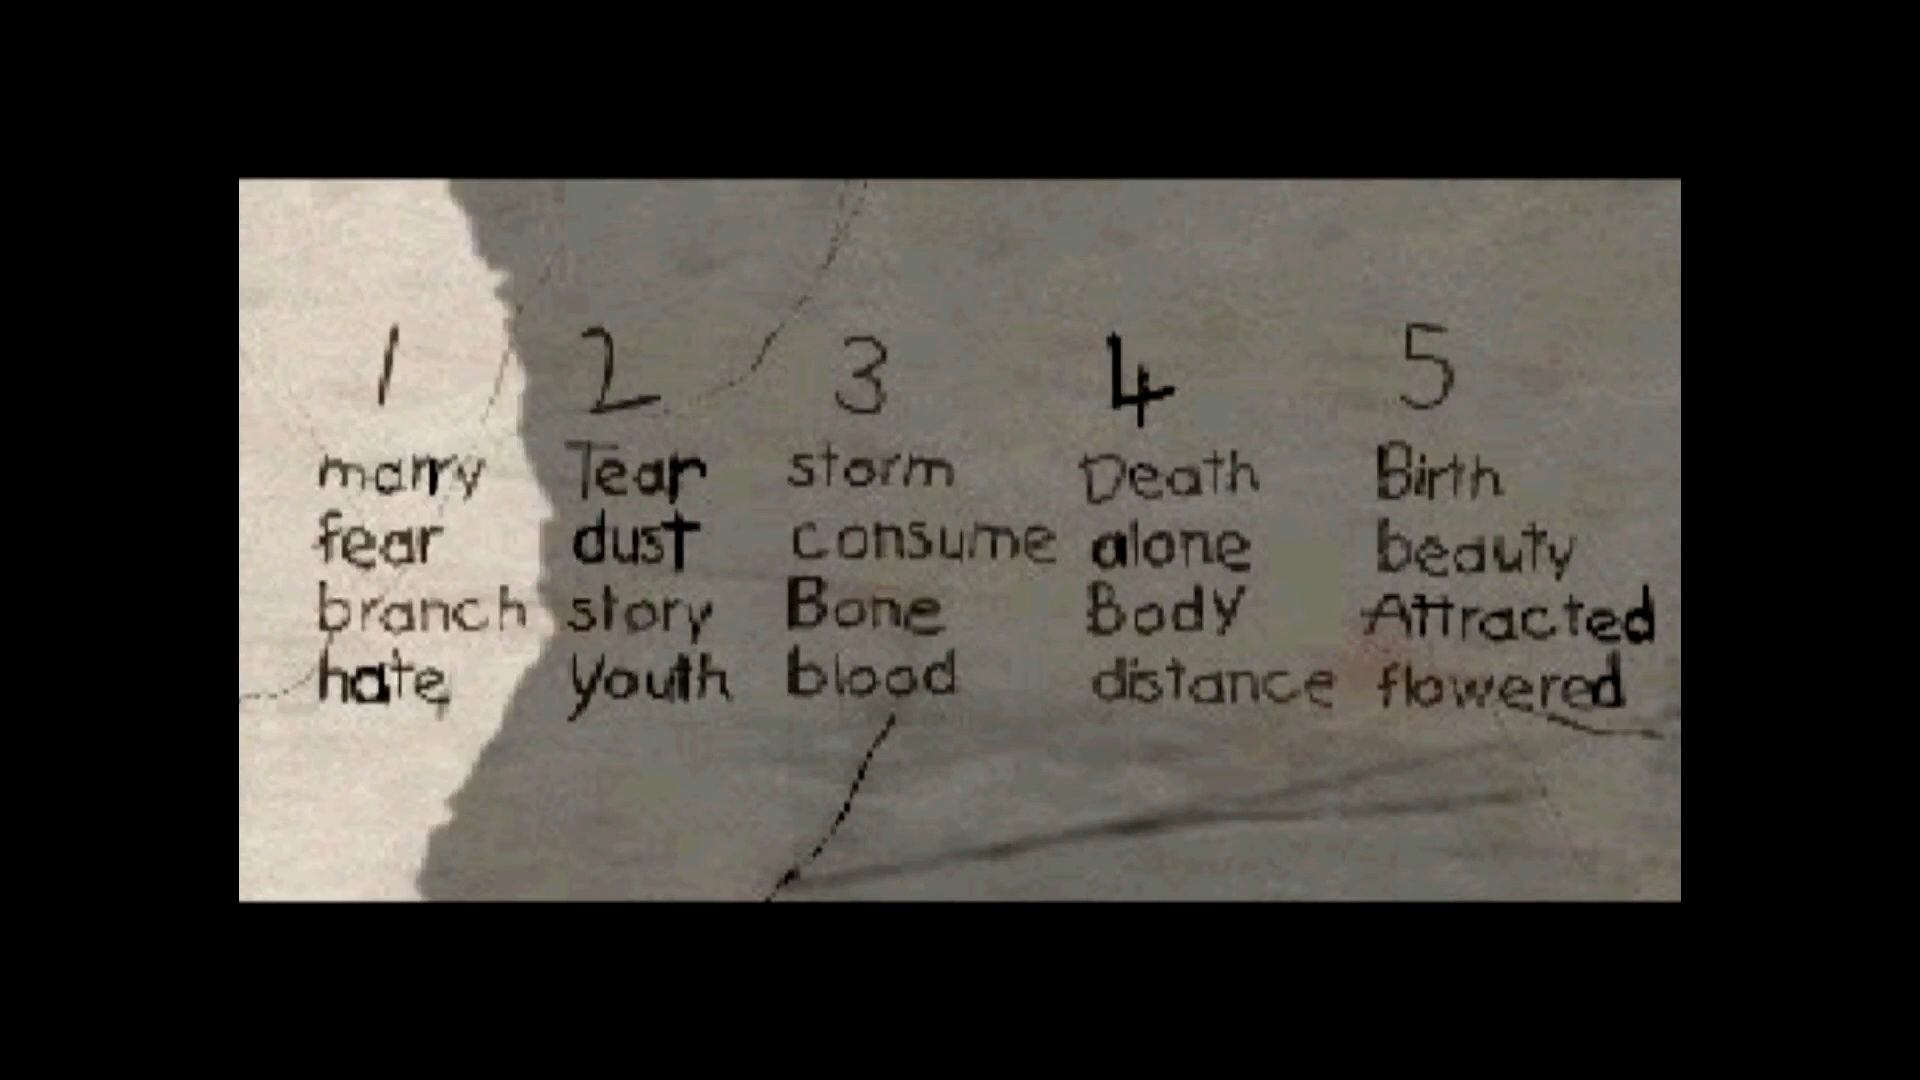 1 2 3 4 5
marry Tear storm Death Birth
fear dust consume alone beauty
branch story Bone Body Attracted
hate youth blood distance flowered